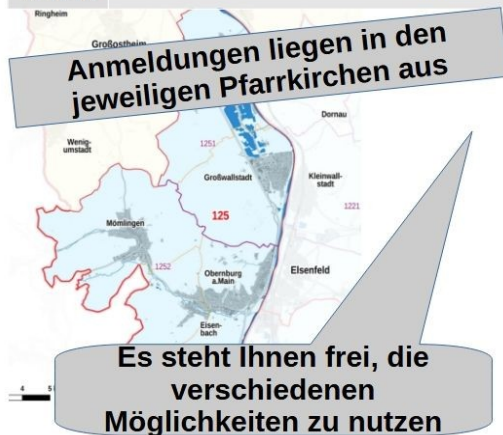 Ringheim
Großostheim
Anmeldungen liegen in den
jeweiligen Pfarrkirchen aus
Dornau
Wenig-
umstadt
1251
Großwallstadt
Kleinwall-
stadt
125
1221
Mömlingen
1252
Obernburg
a.Main
Elsenfeld
Eisen-
bach
Es steht Ihnen frei, die
verschiedenen
Möglichkeiten zu nutzen
4